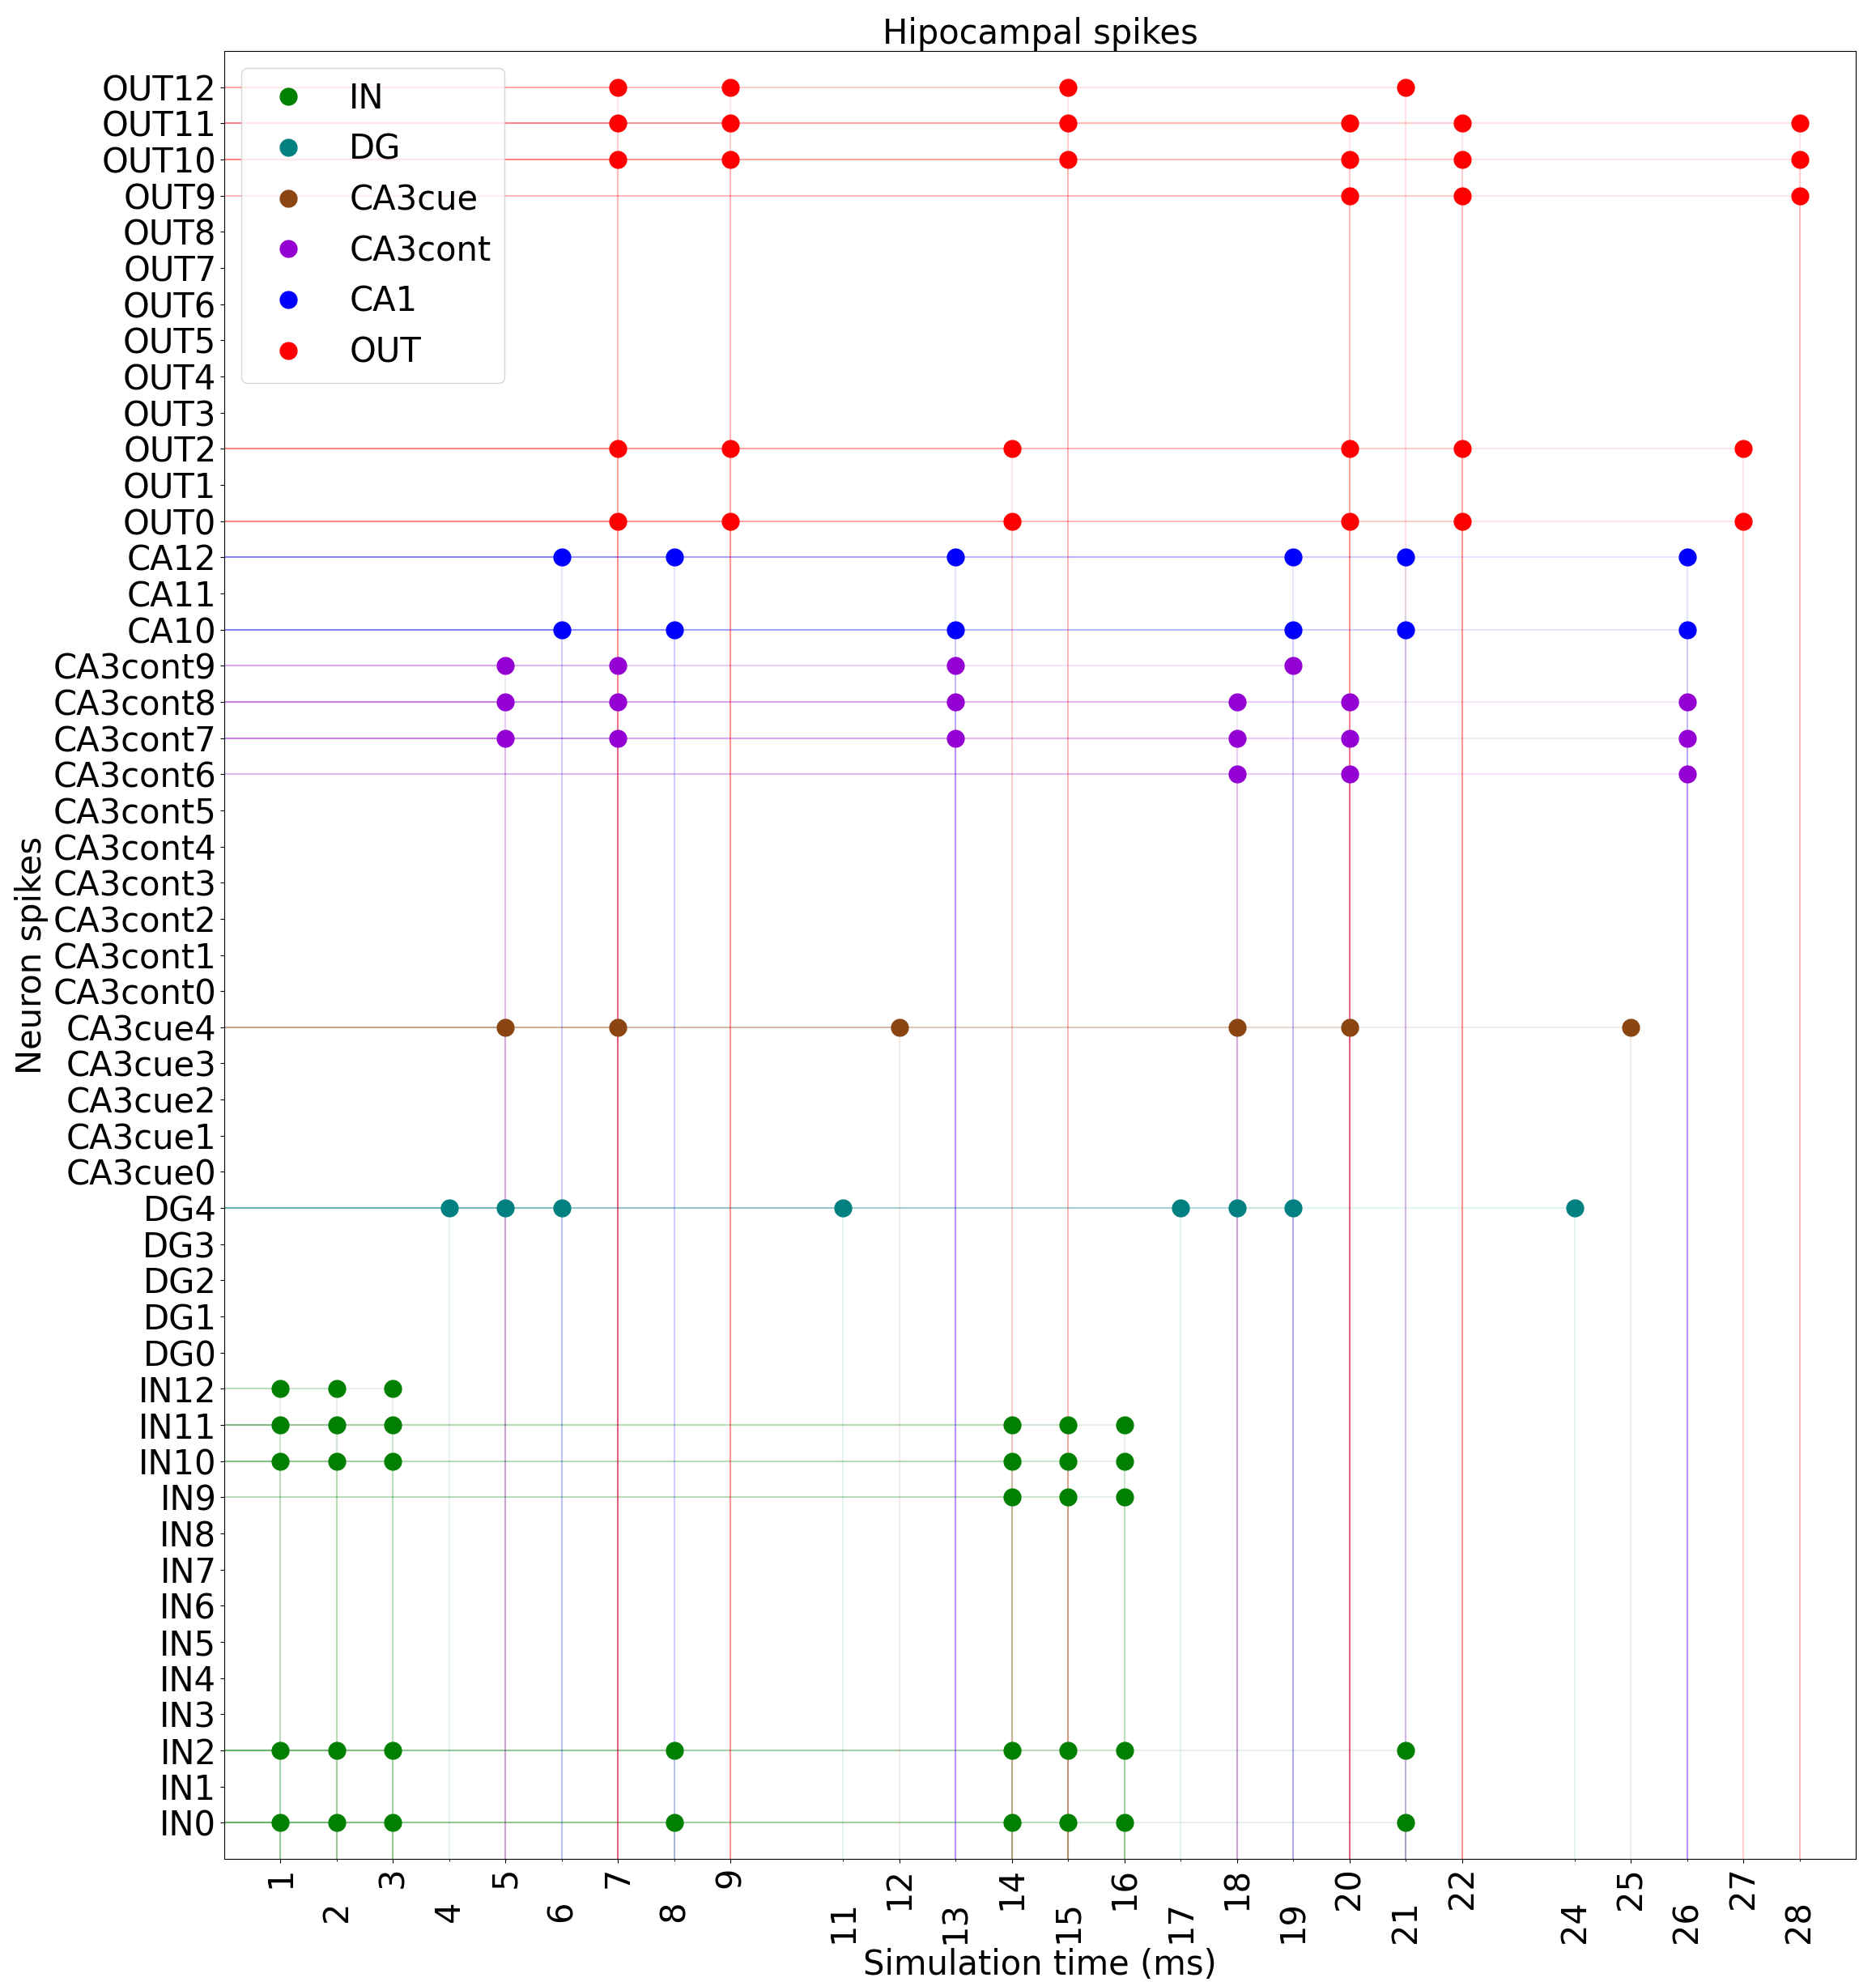 Hipocampal spikes
IN
DG
CA3cue
CA3cont
CA1
OUT
Neuron spikes
OUT12
OUT11
OUT10
OUT9
OUT8
OUT7
OUT6
OUT5
OUT4
OUT3
OUT2
OUT1
OUT0
CA12
CA11
CA10
CA3cont9
CA3cont8
CA3cont7
CA3cont6
CA3cont5
CA3cont4
CA3cont3
CA3cont2
CA3cont1
CA3cont0
CA3cue4
CA3cue3
CA3cue2
CA3cue1
CA3cue0
DG4
DG3
DG2
DG1
DG0
IN12
IN11
IN10
IN9
IN8
IN7
IN6
IN5
IN4
IN3
IN2
IN1
IN0
1 2 3 4 5 6 7 8 9 11 12 13 14 15 16 17 18 19 20 21 22 24 25 26 27 28
Simulation time (ms)